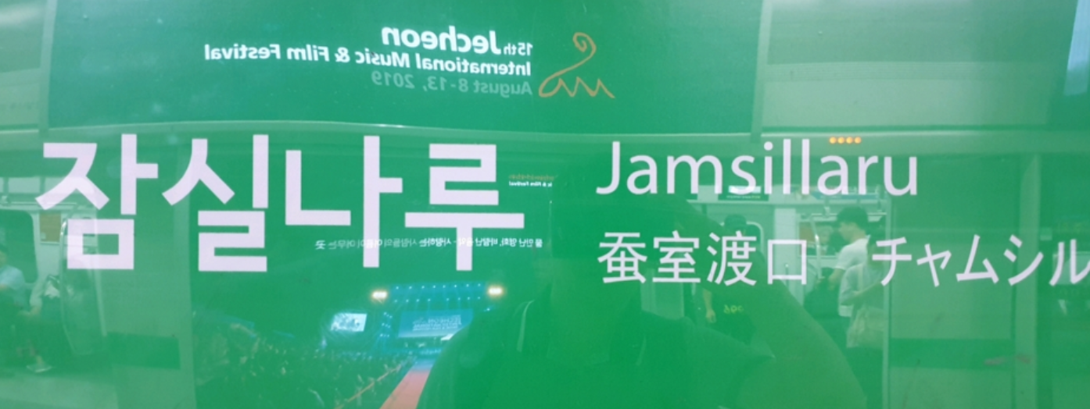 15th Jecheon
International Music & Film Festival
August 8-13, 2019
잠실나루
Jamsillaru
蚕室渡口 チャムシル